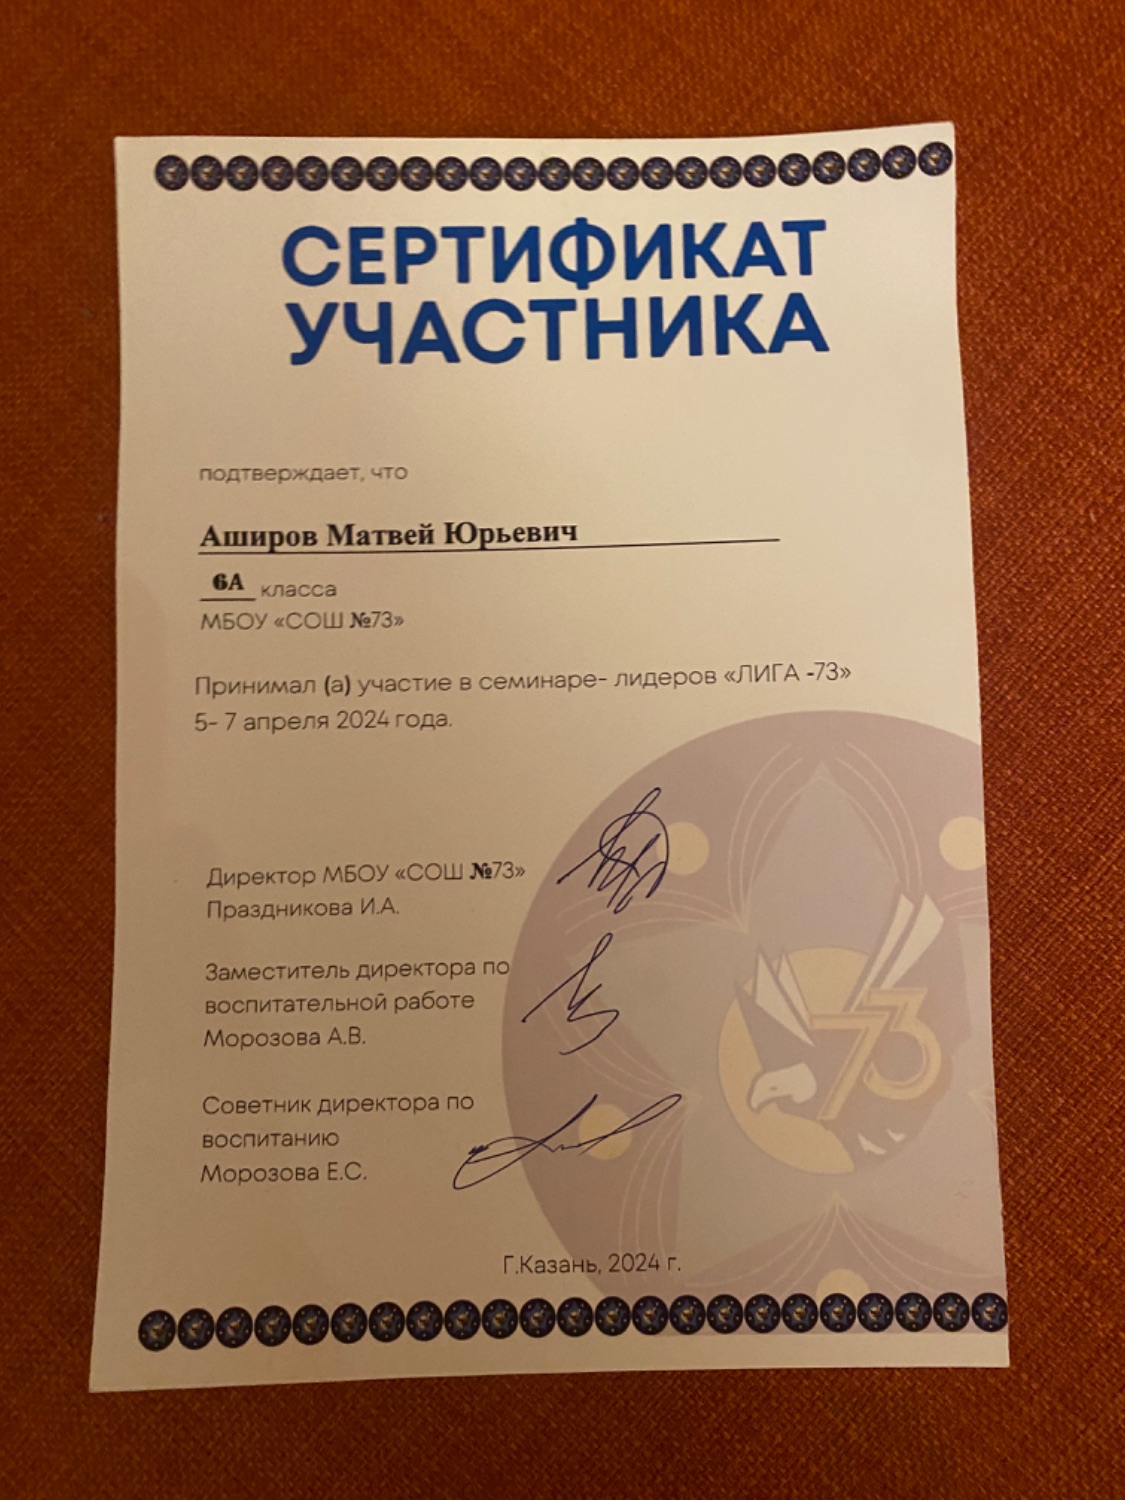 СЕРТИФИКАТ
УЧАСТНИКА
подтверждает, что
Аширов Матвей Юрьевич
6А класса
МБОУ «СОШ №73»
Принимал (а) участие в семинаре- лидеров «ЛИГА -73»
5- 7 апреля 2024 года.
Директор МБОУ «СОШ №73»
Праздникова И.А.
Заместитель директора по
воспитательной работе
Морозова А.В.
73
Советник директора по
воспитанию
Морозова Е.С.
Г.Казань, 2024 г.